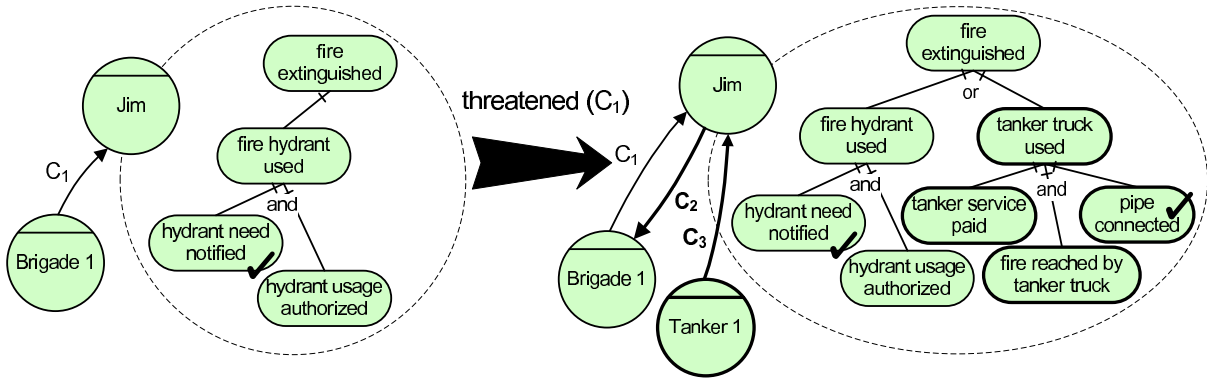 fire
extinguished
Jim
fire hydrant
used
C1
and
hydrant need
notified
Brigade 1
hydrant usage
authorized
threatened (C1)
fire
extinguished
or
Jim
fire hydrant
used
tanker truck
used
C1
and
and
C2
hydrant need
notified
tanker service
paid
pipe
connected
C3
Brigade 1
hydrant usage
authorized
fire reached by
tanker truck
Tanker 1